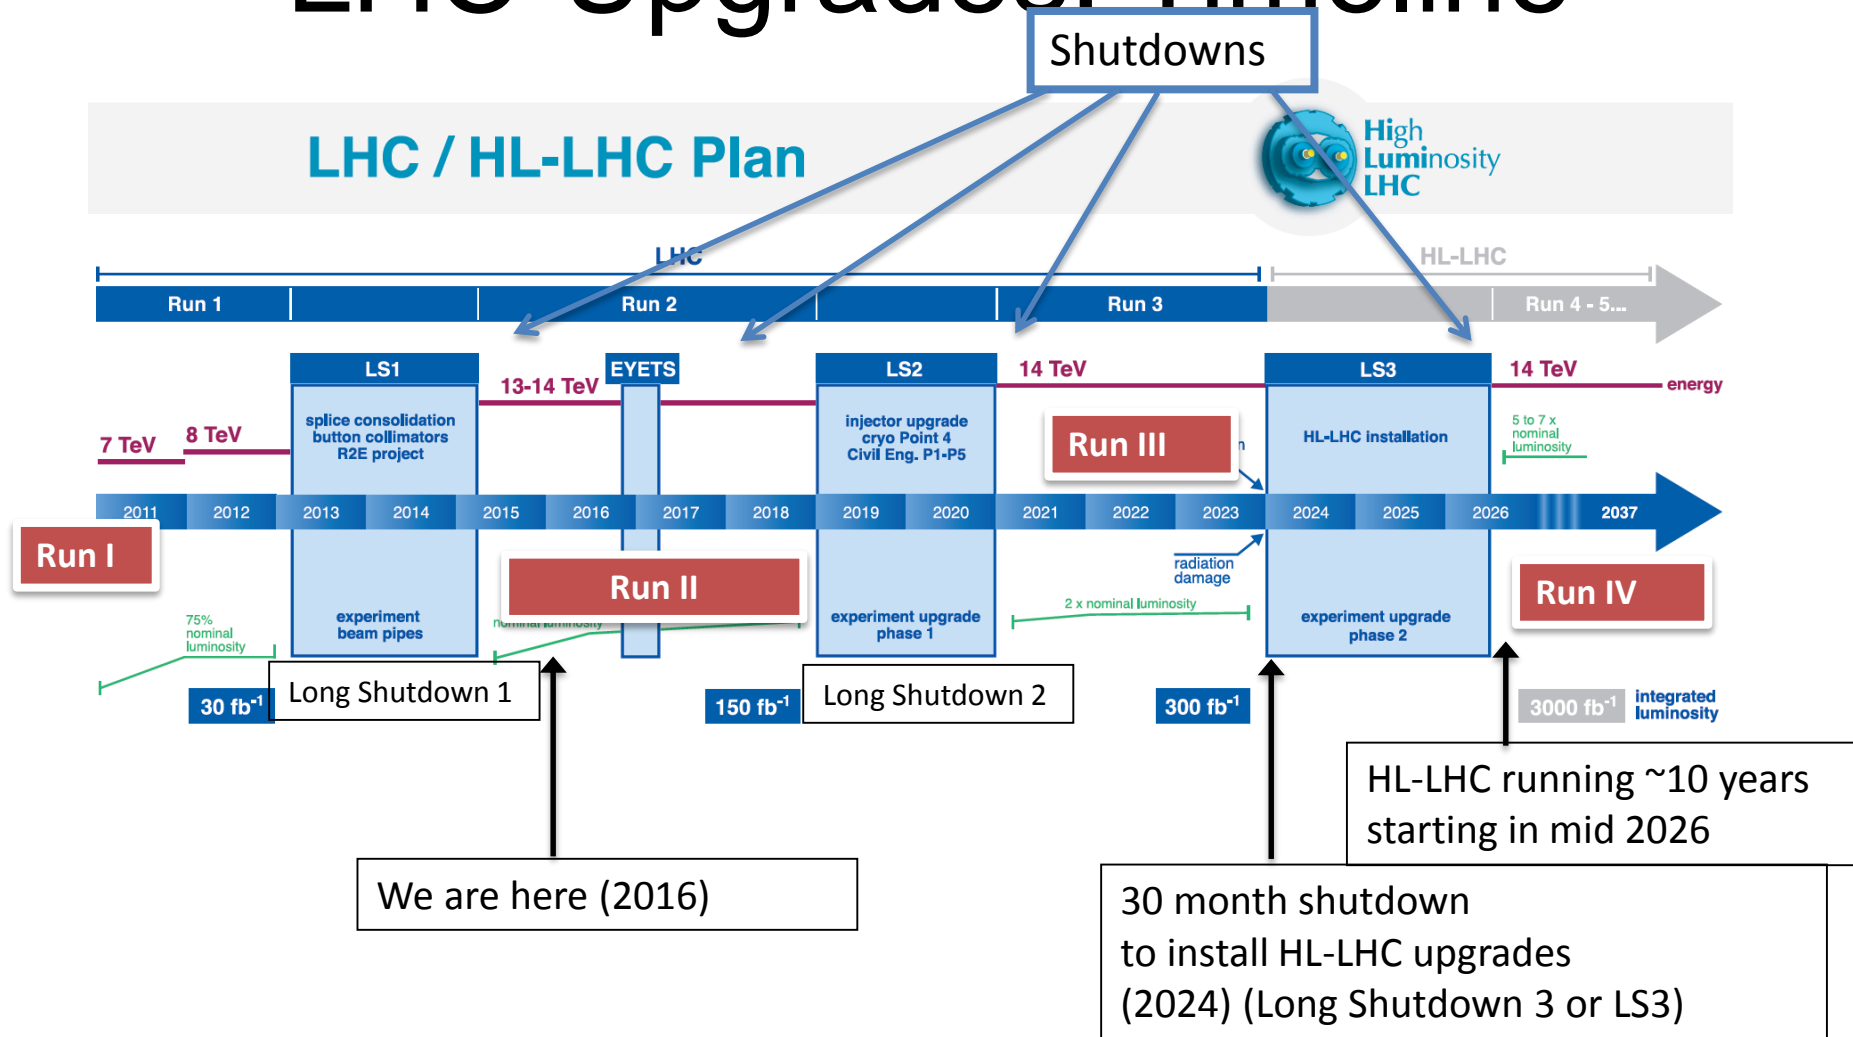 LHC Upgrades: Timeline
Shutdowns
LHC / HL-LHC Plan
High
Luminosity
LHC
LHC
HL-LHC
Run 1
Run 2
Run 3
Run 4 - 5...
LS1
EYETS
LS2
LS3
13-14 TeV
14 TeV
14 TeV
energy
7 TeV
8 TeV
splice consolidation
button collimators
R2E project
injector upgrade
cryo Point 4
Civil Eng. P1-P5
Run III
HL-LHC installation
5 to 7 x
nominal
luminosity
2011
2012
2013
2014
2015
2016
2017
2018
2019
2020
2021
2022
2023
2024
2025
2026
2037
Run I
Run II
Run IV
radiation
damage
75%
nominal
luminosity
experiment
beam pipes
nominal luminosity
experiment upgrade
phase 1
2 x nominal luminosity
experiment upgrade
phase 2
30 fb-1
Long Shutdown 1
150 fb-1
Long Shutdown 2
300 fb-1
3000 fb-1
integrated
luminosity
We are here (2016)
HL-LHC running ~10 years
starting in mid 2026
30 month shutdown
to install HL-LHC upgrades
(2024) (Long Shutdown 3 or LS3)